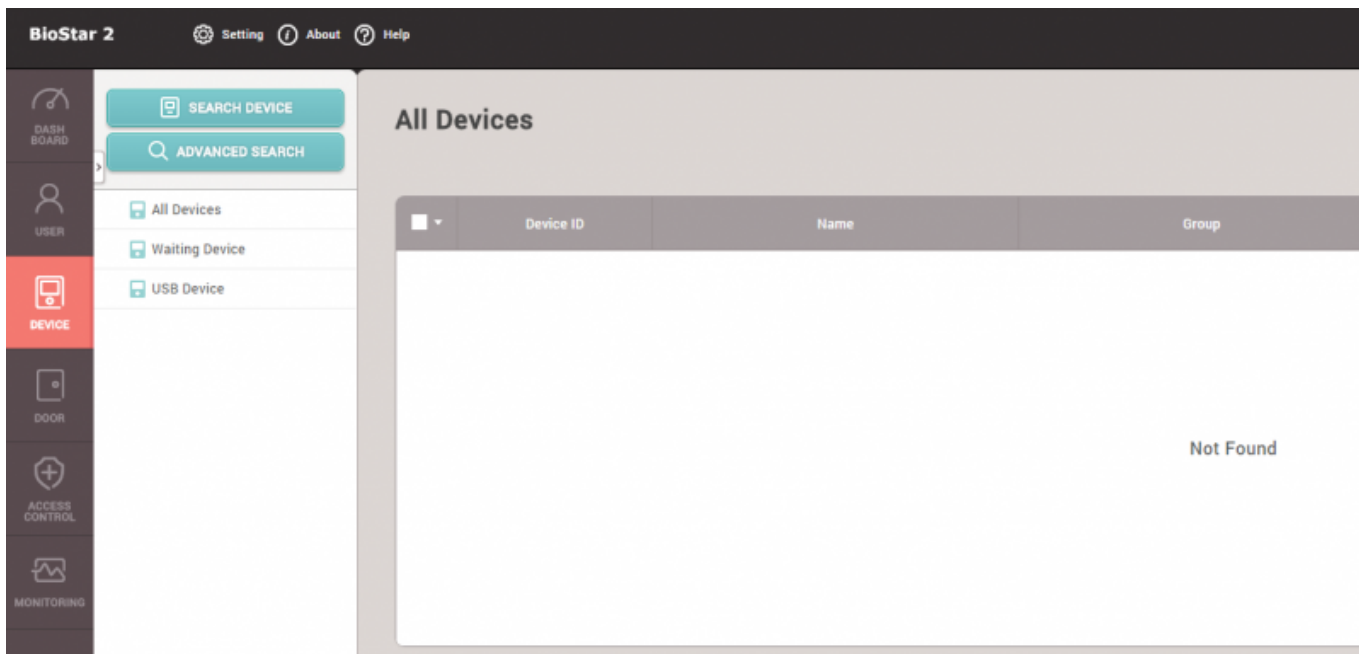 BioStar 2
Setting
About
Help
DASH
BOARD
USER
DEVICE
DOOR
ACCESS
CONTROL
MONITORING
SEARCH DEVICE
ADVANCED SEARCH
All Devices
Waiting Device
USB Device
All Devices
Device ID
Name
Group
Not Found